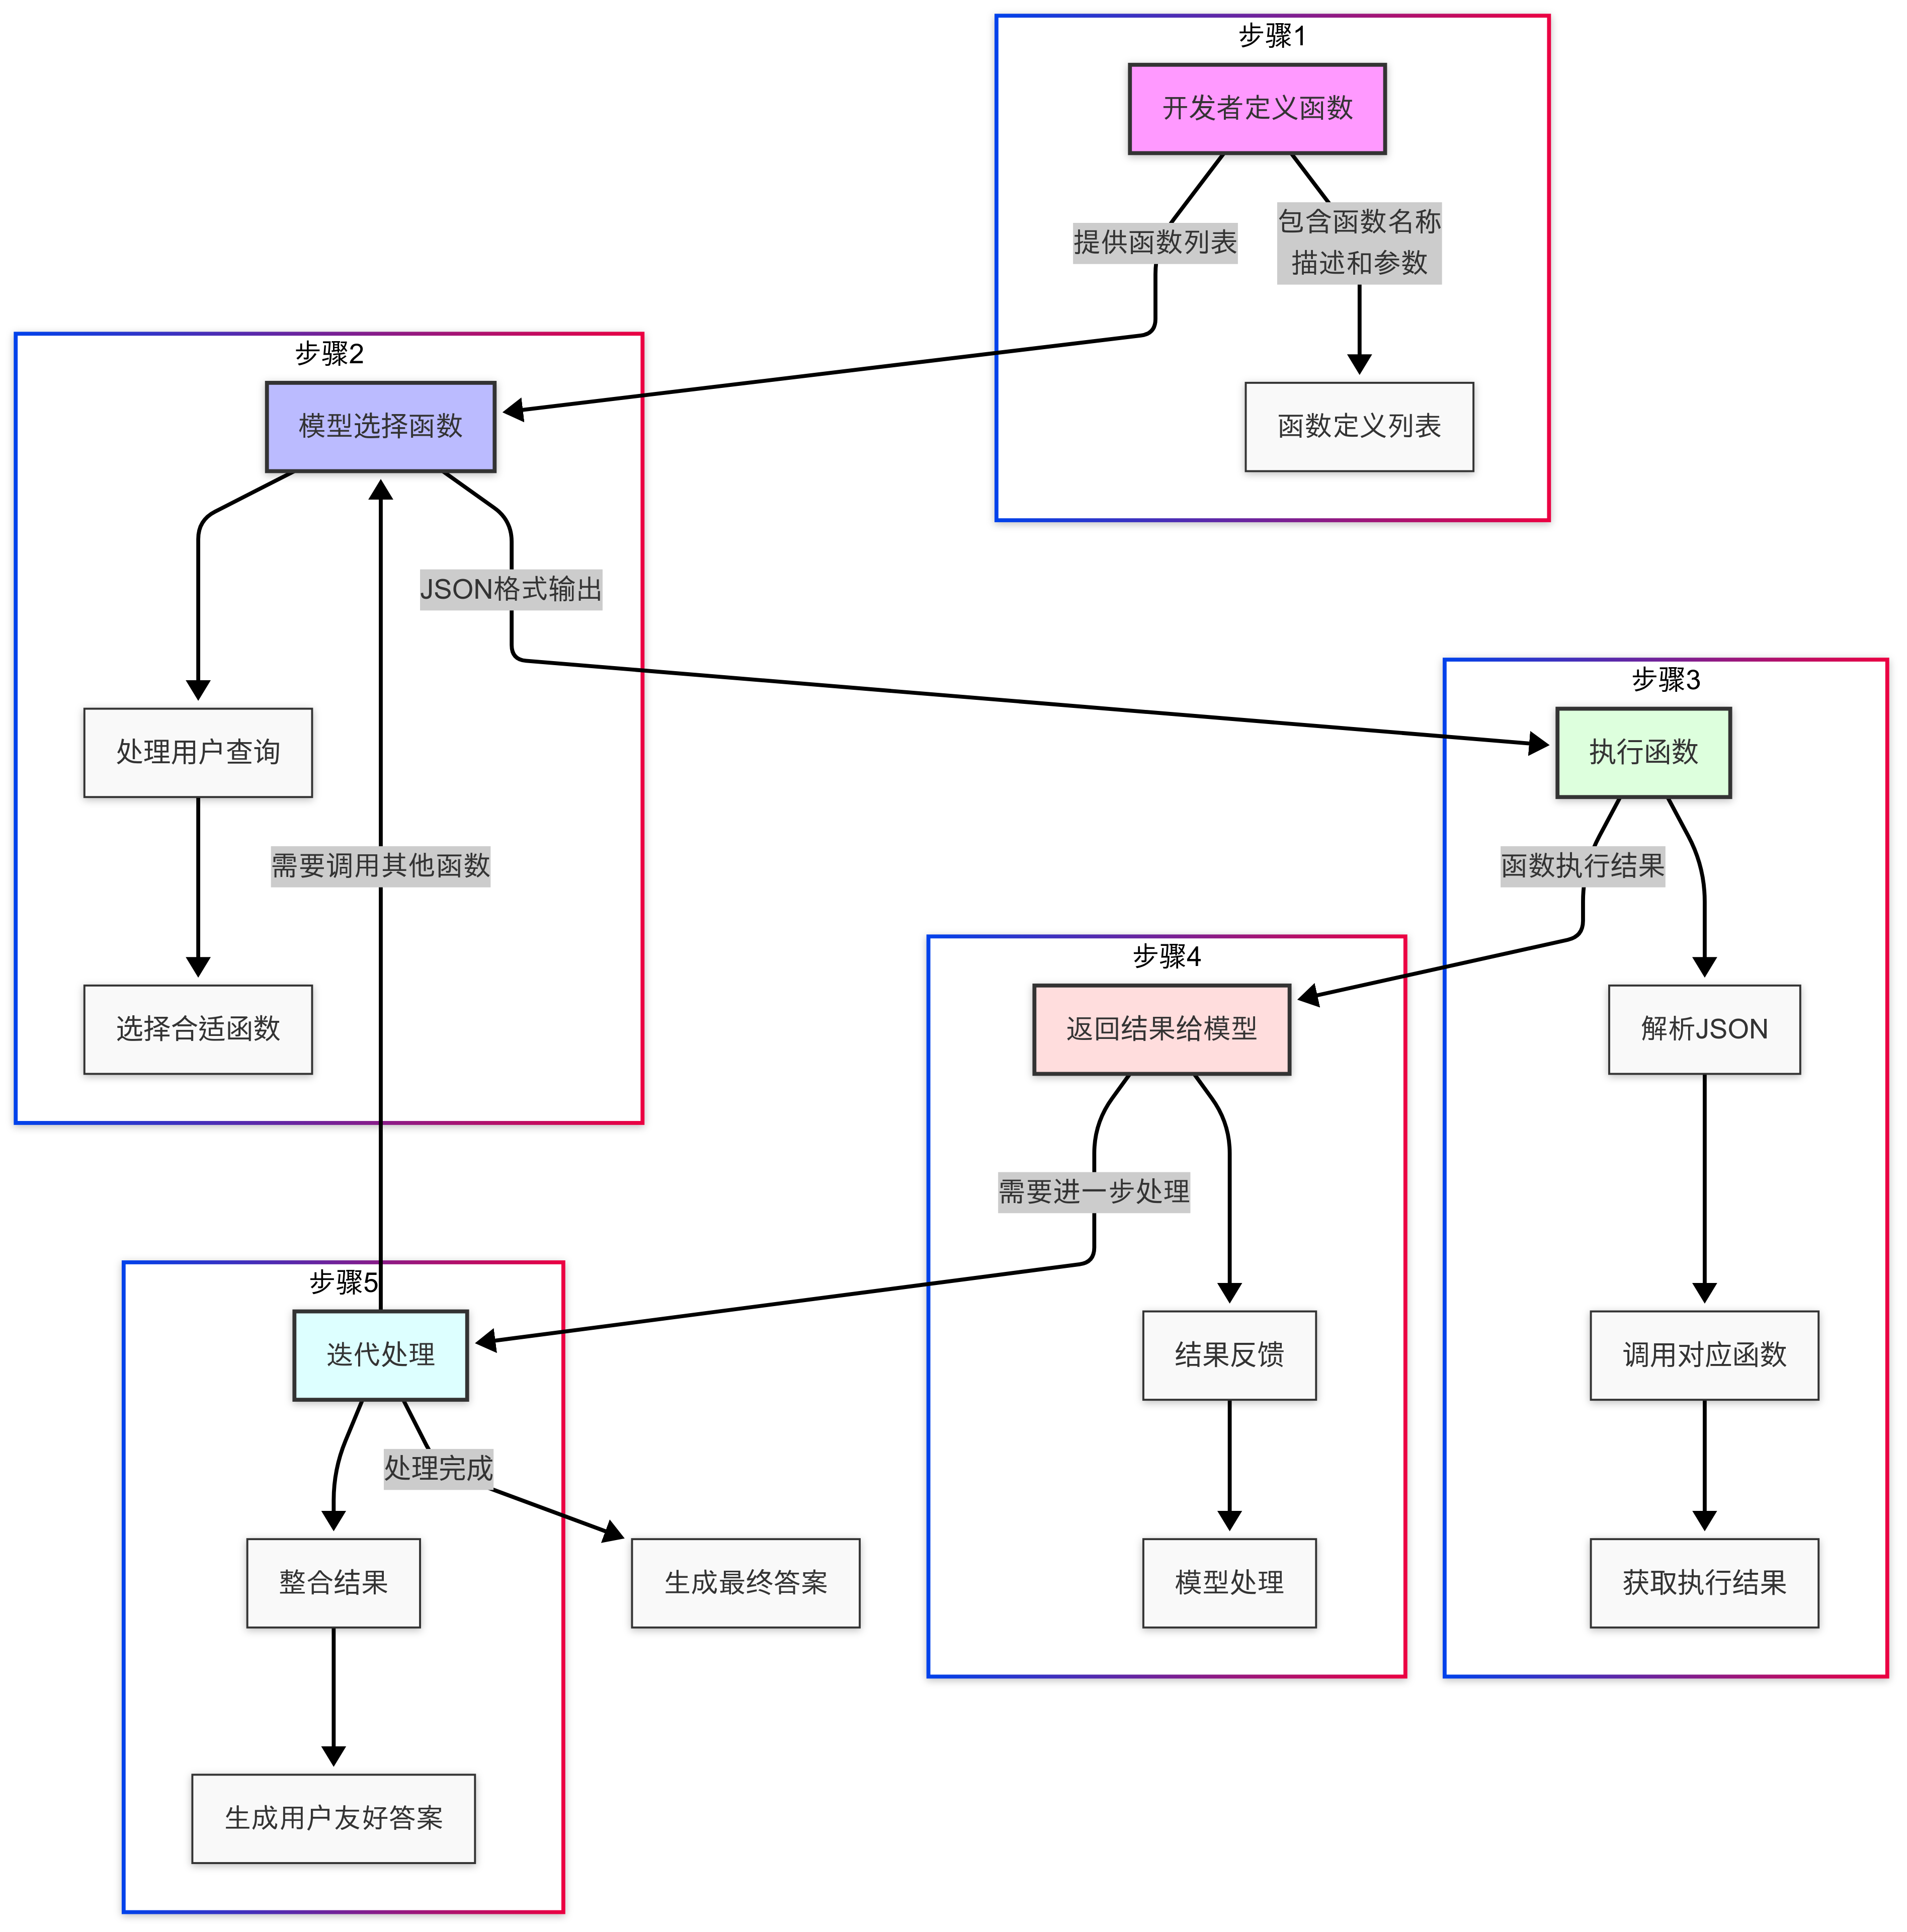 步骤1
开发者定义函数
提供函数列表
包含函数名称
描述和参数
函数定义列表
步骤2
模型选择函数
JSON格式输出
处理用户查询
需要调用其他函数
选择合适函数
步骤3
执行函数
函数执行结果
解析JSON
调用对应函数
获取执行结果
步骤4
返回结果给模型
需要进一步处理
结果反馈
模型处理
步骤5
迭代处理
处理完成
整合结果
生成最终答案
生成用户友好答案